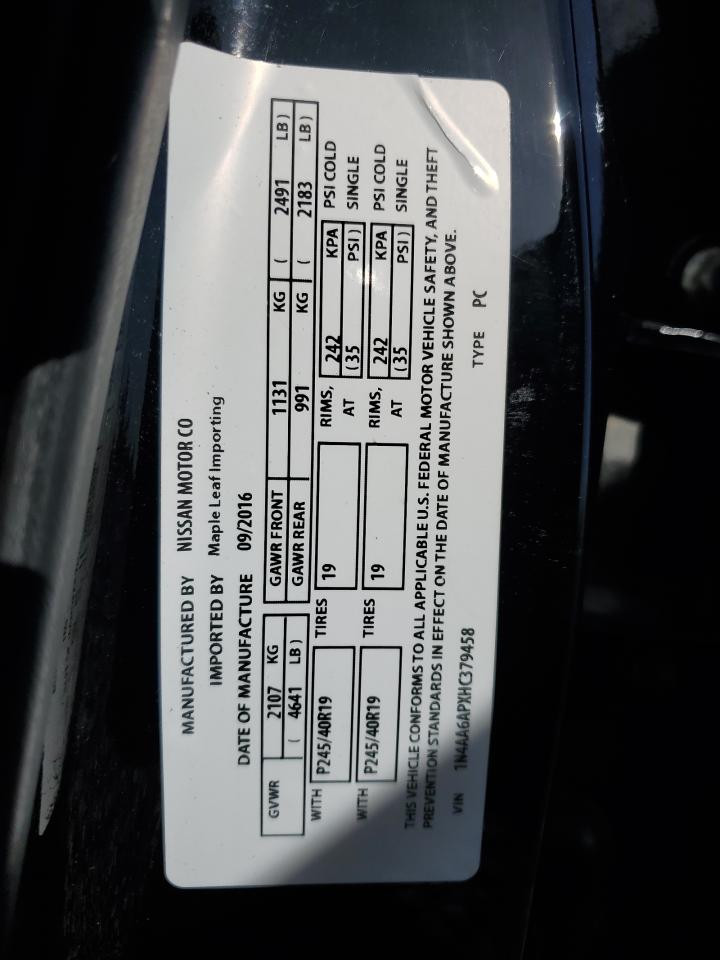 MANUFACTURED BY NISSAN MOTOR CO
IMPORTED BY Maple Leaf Importing
DATE OF MANUFACTURE 09/2016
GVWR 2107 KG GAWR FRONT 1131 KG ( 2491 LB )
( 4641 LB ) GAWR REAR 991 KG ( 2183 LB )
WITH P245/40R19 TIRES 19 RIMS, 242 KPA PSI COLD
AT (35 PSI ) SINGLE
WITH P245/40R19 TIRES 19 RIMS, 242 KPA PSI COLD
AT (35 PSI ) SINGLE
THIS VEHICLE CONFORMS TO ALL APPLICABLE U.S. FEDERAL MOTOR VEHICLE SAFETY, AND THEFT
PREVENTION STANDARDS IN EFFECT ON THE DATE OF MANUFACTURE SHOWN ABOVE.
VIN 1N4AA6APXHC379458 TYPE PC